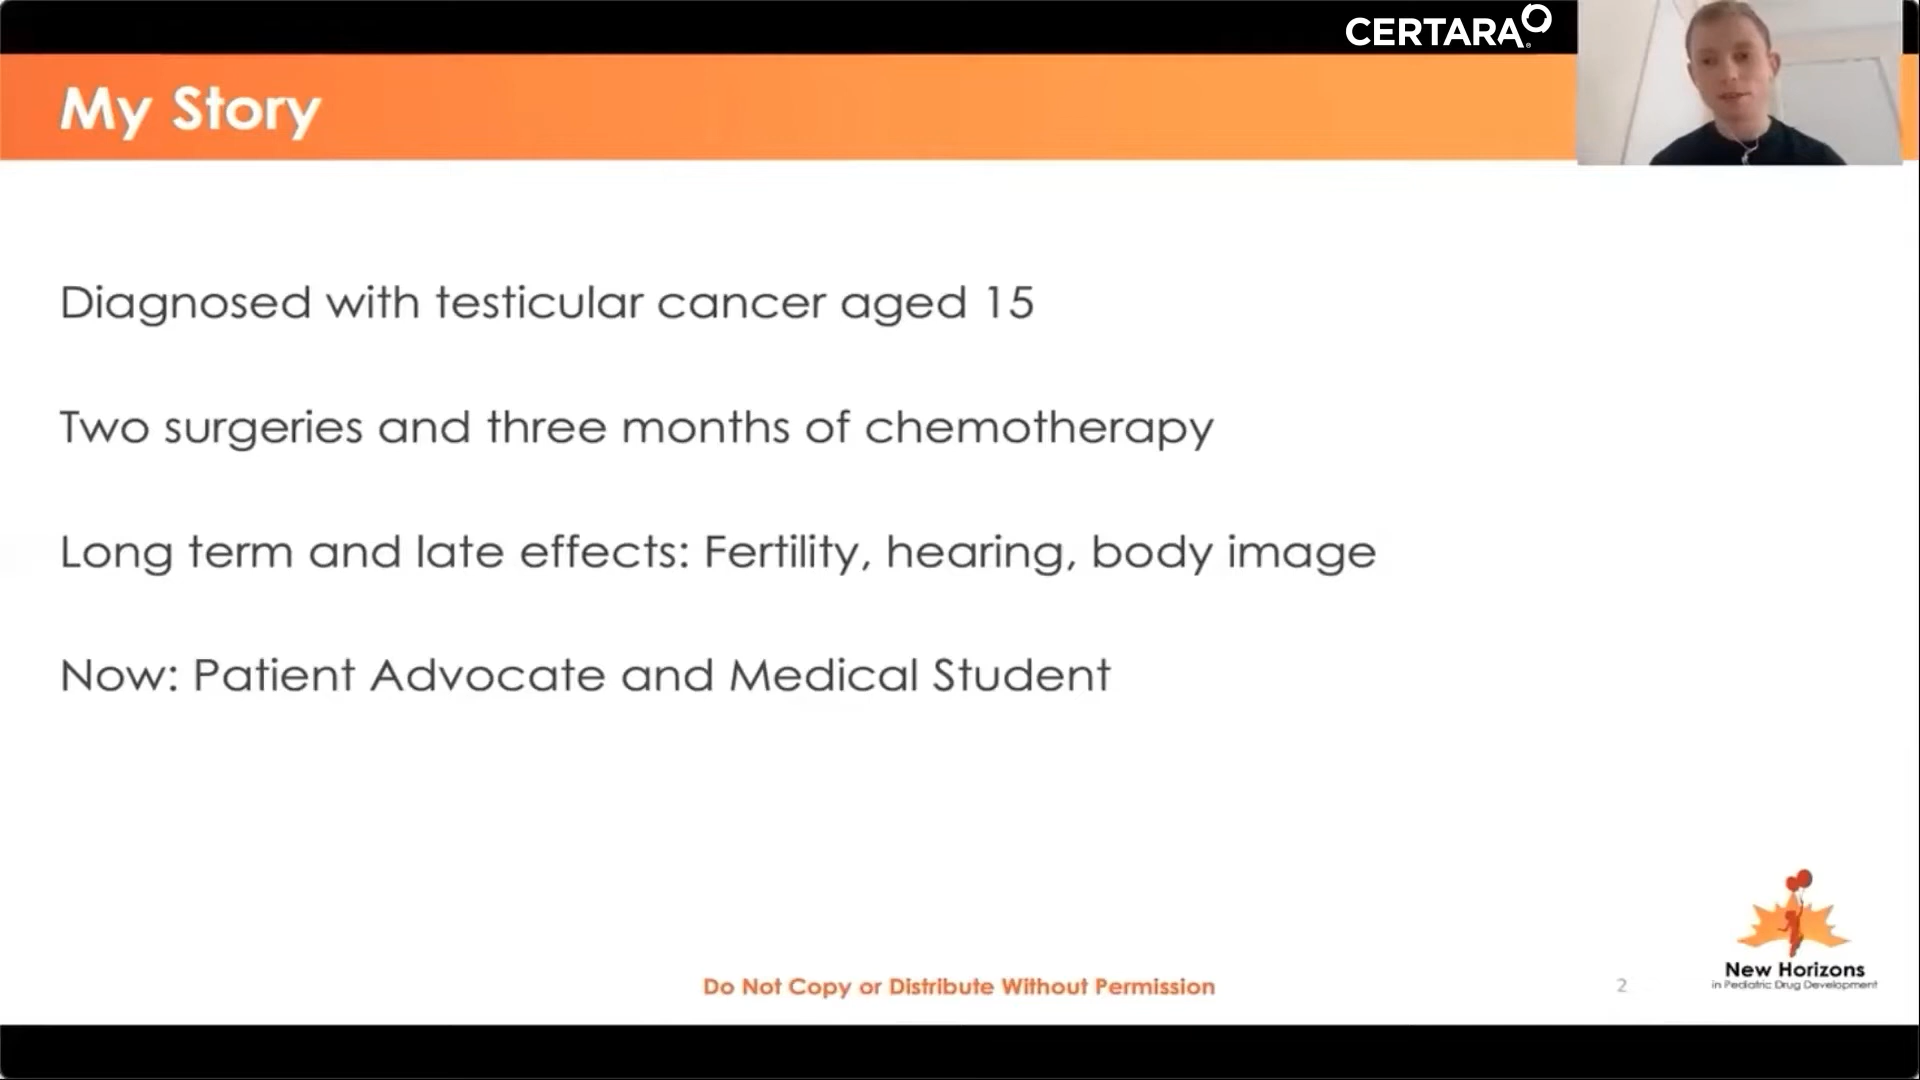 CERTARA
My Story
Diagnosed with testicular cancer aged 15
Two surgeries and three months of chemotherapy
Long term and late effects: Fertility, hearing, body image
Now: Patient Advocate and Medical Student
Do Not Copy or Distribute Without Permission
2
New Horizons
in Pediatric Drug Development